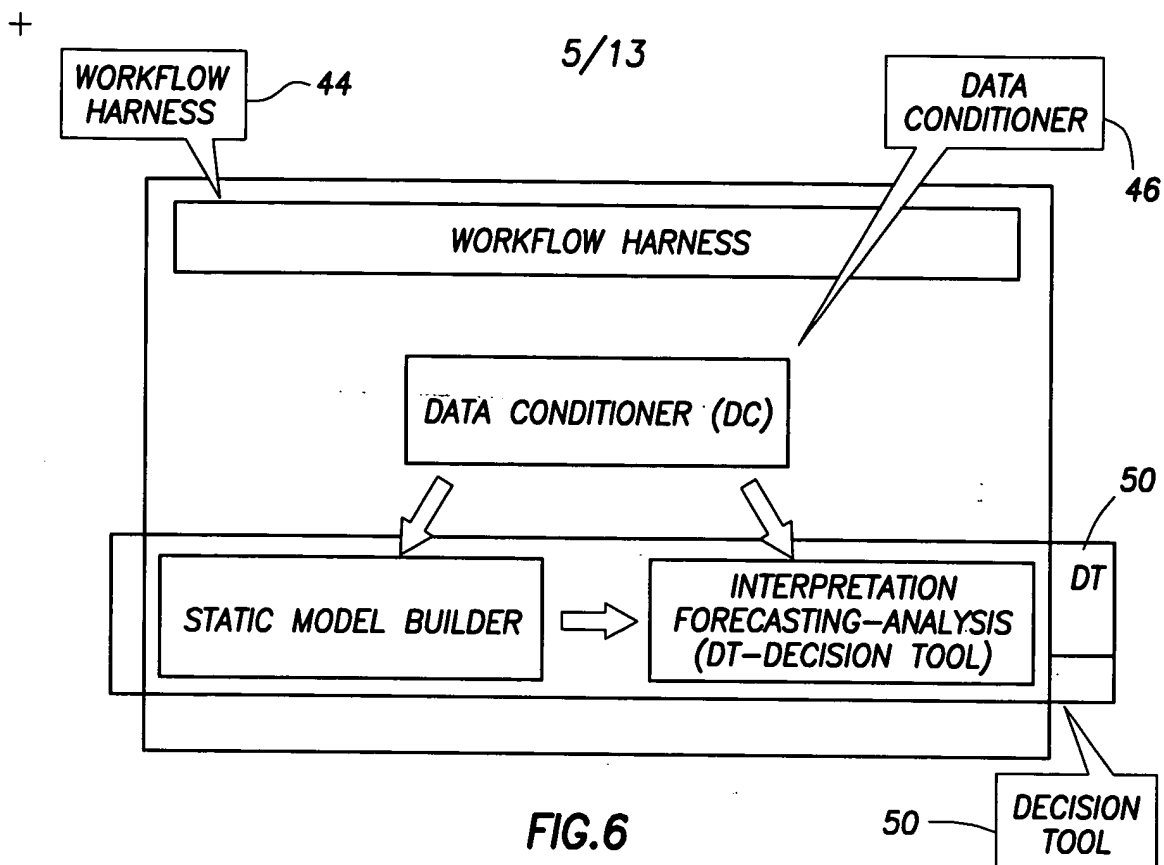 +
5/13
WORKFLOW
HARNESS
44
DATA
CONDITIONER
46
WORKFLOW HARNESS
DATA CONDITIONER (DC)
50
DT
STATIC MODEL BUILDER
INTERPRETATION
FORECASTING-ANALYSIS
(DT-DECISION TOOL)
FIG.6
50
DECISION
TOOL